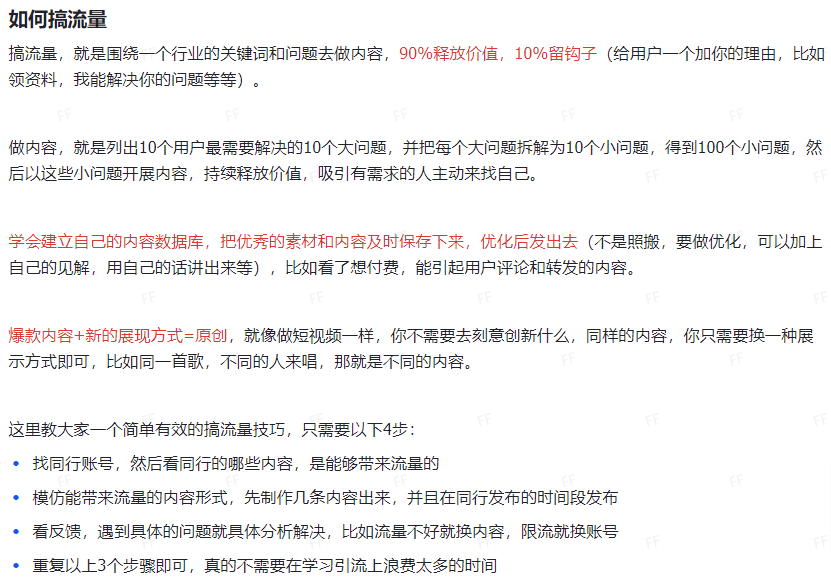 如何搞流量
搞流量，就是围绕一个行业的关键词和问题去做内容，90%释放价值，10%留钩子（给用户一个加你的理由，比如
领资料，我能解决你的问题等等）。
做内容，就是列出10个用户最需要解决的10个大问题，并把每个大问题拆解为10个小问题，得到100个小问题，然
后以这些小问题开展内容，持续释放价值，吸引有需求的人主动来找自己。
学会建立自己的内容数据库，把优秀的素材和内容及时保存下来，优化后发出去（不是照搬，要做优化，可以加上
自己的见解，用自己的话讲出来等），比如看了想付费，能引起用户评论和转发的内容。
爆款内容+新的展现方式=原创，就像做短视频一样，你不需要去刻意创新什么，同样的内容，你只需要换一种展
示方式即可，比如同一首歌，不同的人来唱，那就是不同的内容。
这里教大家一个简单有效的搞流量技巧，只需要以下4步：
• 找同行账号，然后看同行的哪些内容，是能够带来流量的
• 模仿能带来流量的内容形式，先制作几条内容出来，并且在同行发布的时间段发布
• 看反馈，遇到具体的问题就具体分析解决，比如流量不好就换内容，限流就换账号
• 重复以上3个步骤即可，真的不需要在学习引流上浪费太多的时间